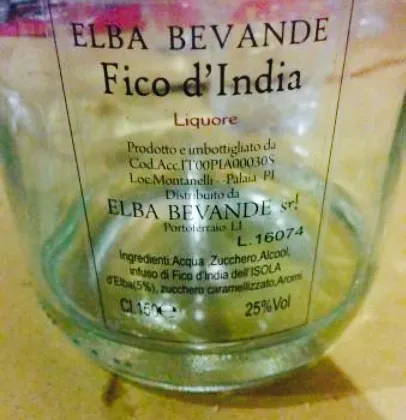 ELBA BEVANDE
Fico d'India
Liquore
Prodotto e imbottigliato da
Cod.Acc.IT00PIA00030S
Loc.Montanelli - Palaia PI
Distribuito da
ELBA BEVANDE srl
Portoferraio LI
L.16074
Ingredienti:Acqua ,Zucchero,Alcool,
infuso di Fico d'India dell'ISOLA
d'Elba(5%), zucchero caramellizzato,Aromi
Cl.150e 25%Vol